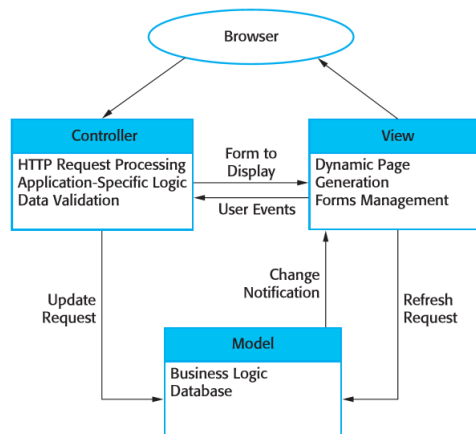 Browser
Controller
HTTP Request Processing
Application-Specific Logic
Data Validation
Form to
Display
User Events
View
Dynamic Page
Generation
Forms Management
Update
Request
Change
Notification
Refresh
Request
Model
Business Logic
Database